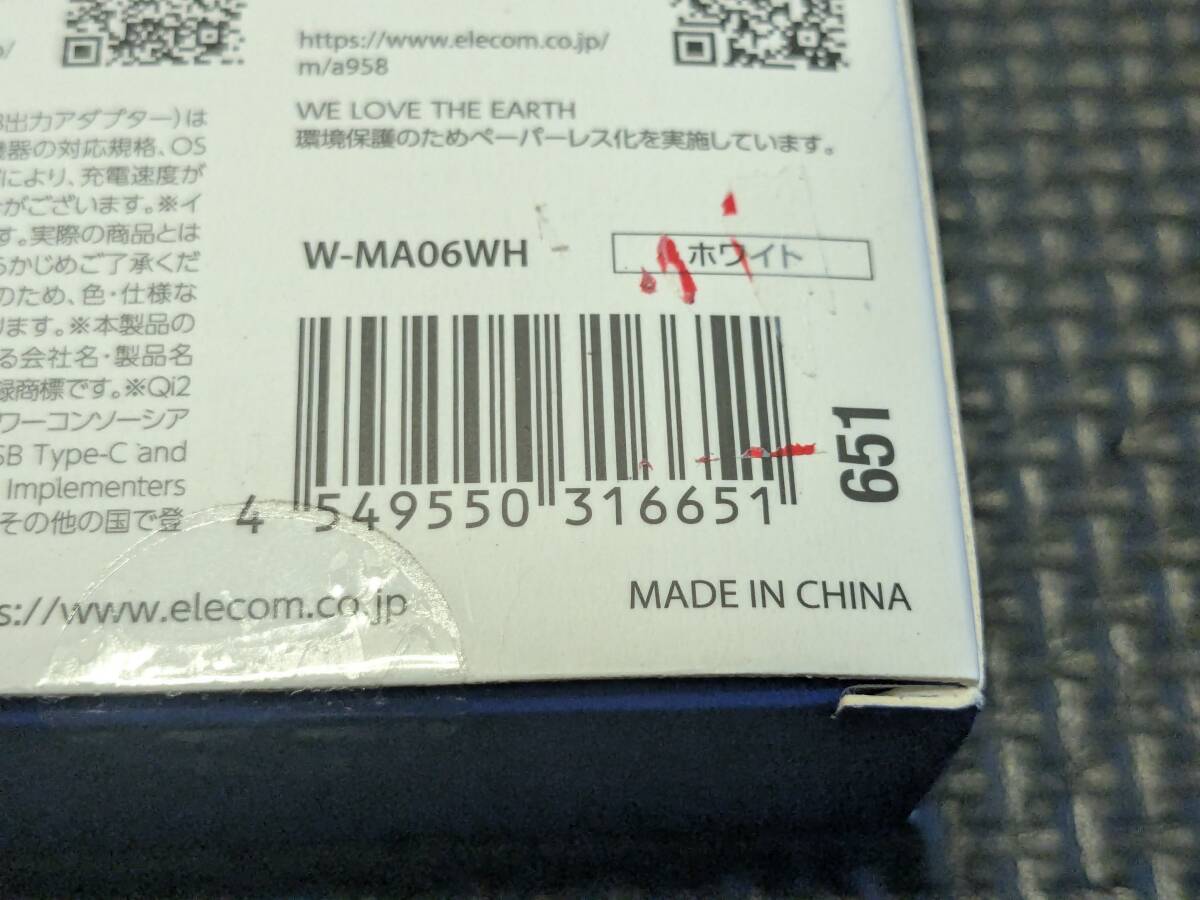 https://www.elecom.co.jp/
m/a958
WE LOVE THE EARTH
環境保護のためペーパーレス化を実施しています。
出力アダプター)は
機器の対応規格、OS
により、充電速度が
がございます。※イ
す。実際の商品とは
らかじめご了承くだ
のため、色・仕様な
ります。※本製品の
る会社名・製品名
録商標です。※Qi2
ワーコンソーシア
SB Type-C and
Implementers
その他の国で登
s://www.elecom.co.jp
W-MA06WH
ホワイト
4 549550 316651
651
MADE IN CHINA